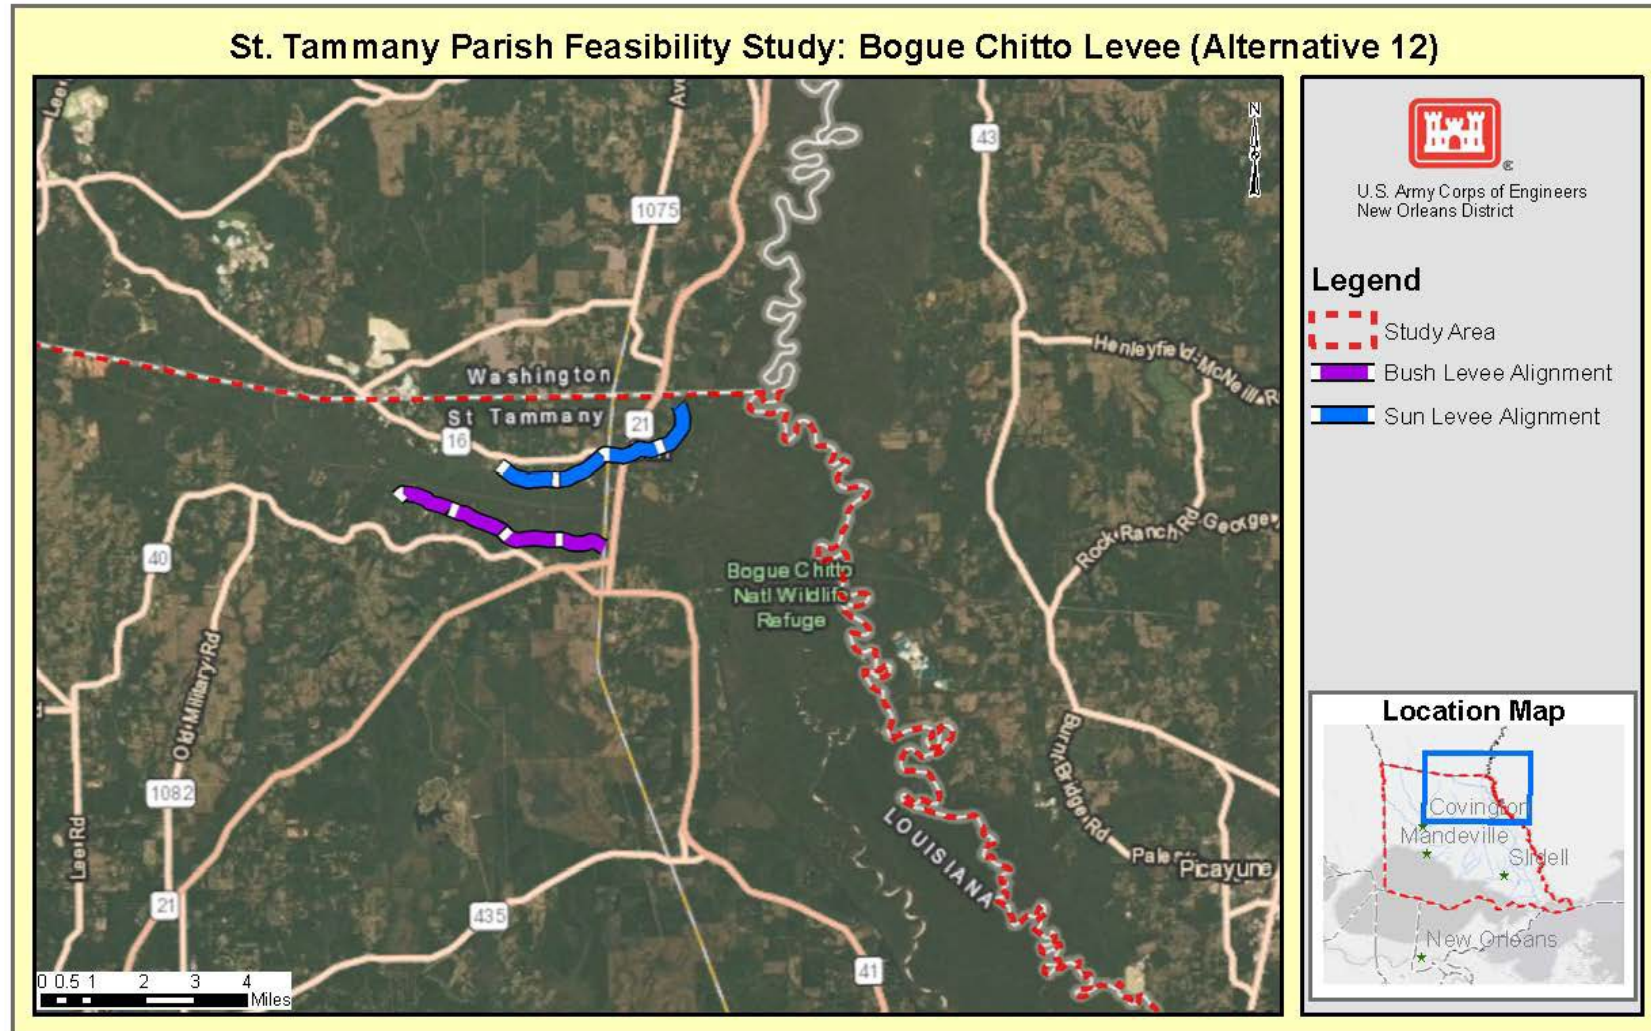 St. Tammany Parish Feasibility Study: Bogue Chitto Levee (Alternative 12)
N
43
1075
Henleyfield-McNeill R
Washington
St Tammany
21
16
Rock Ranch Rd
George
40
Bogue Chitto
Natl Wildlife
Refuge
Old Military Rd
Burnt Bridge Rd
1082
Lee Rd
LOUISIANA
Picayune
21
435
41
0 0.5 1 2 3 4
Miles
U.S. Army Corps of Engineers
New Orleans District
Legend
Study Area
Bush Levee Alignment
Sun Levee Alignment
Location Map
Covington
Mandeville
Slidell
New Orleans